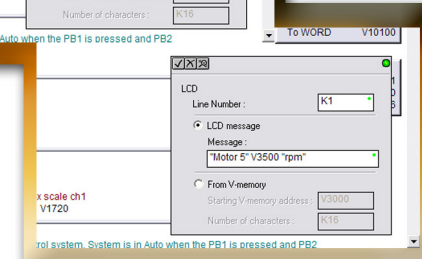 Number of characters : K16
Auto when the PB1 is pressed and PB2
To WORD V10100
LCD
Line Number : K1
LCD message
Message :
"Motor 5" V3500 "rpm"
From V-memory
Starting V-memory address : V3000
Number of characters : K16
x scale ch1
V1720
rol system. System is in Auto when the PB1 is pressed and PB2